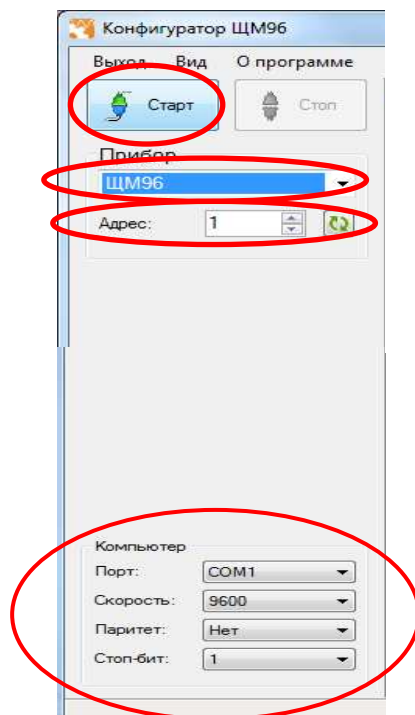 Конфигуратор ЩМ96
Выход Вид О программе
Старт Стоп
Прибор
ЩМ96
Адрес: 1
Компьютер
Порт: COM1
Скорость: 9600
Паритет: Нет
Стоп-бит: 1